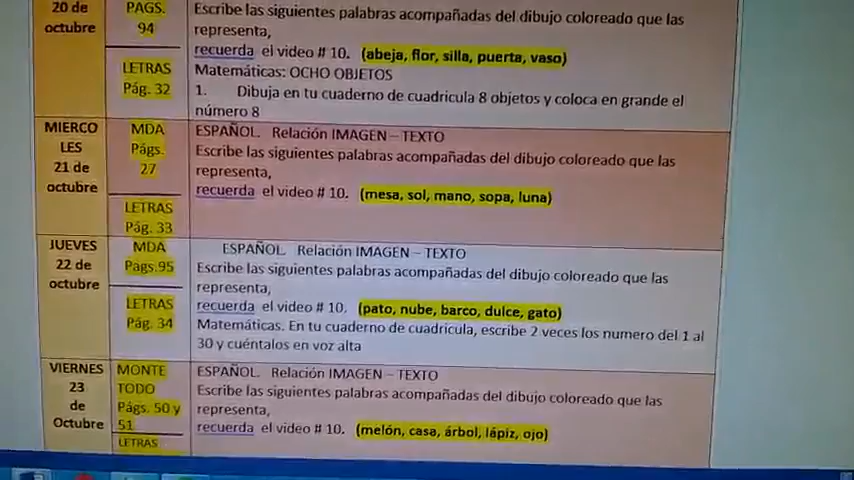 20 de
octubre
PAGS.
94
LETRAS
Pág. 32
Escribe las siguientes palabras acompañadas del dibujo coloreado que las
representa,
recuerda el video # 10. (abeja, flor, silla, puerta, vaso)
Matemáticas: OCHO OBJETOS
1. Dibuja en tu cuaderno de cuadricula 8 objetos y coloca en grande el
número 8
MIERCO
LES
21 de
octubre
MDA
Págs.
27
LETRAS
Pág. 33
ESPAÑOL. Relación IMAGEN – TEXTO
Escribe las siguientes palabras acompañadas del dibujo coloreado que las
representa,
recuerda el video # 10. (mesa, sol, mano, sopa, luna)
JUEVES
22 de
octubre
MDA
Pags.95
LETRAS
Pág. 34
ESPAÑOL. Relación IMAGEN – TEXTO
Escribe las siguientes palabras acompañadas del dibujo coloreado que las
representa,
recuerda el video # 10. (pato, nube, barco, dulce, gato)
Matemáticas. En tu cuaderno de cuadricula, escribe 2 veces los numero del 1 al
30 y cuéntalos en voz alta
VIERNES
23
de
Octubre
MONTE
TODO
Págs. 50 y
51
LETRAS
ESPAÑOL. Relación IMAGEN – TEXTO
Escribe las siguientes palabras acompañadas del dibujo coloreado que las
representa,
recuerda el video # 10. (melón, casa, árbol, lápiz, ojo)